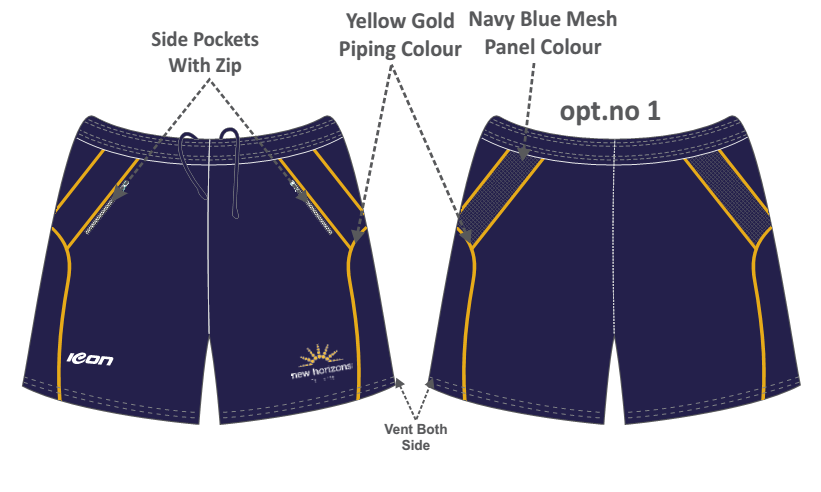 Side Pockets
With Zip
Yellow Gold
Piping Colour
Navy Blue Mesh
Panel Colour
opt.no 1
icon
new horizons
Vent Both
Side